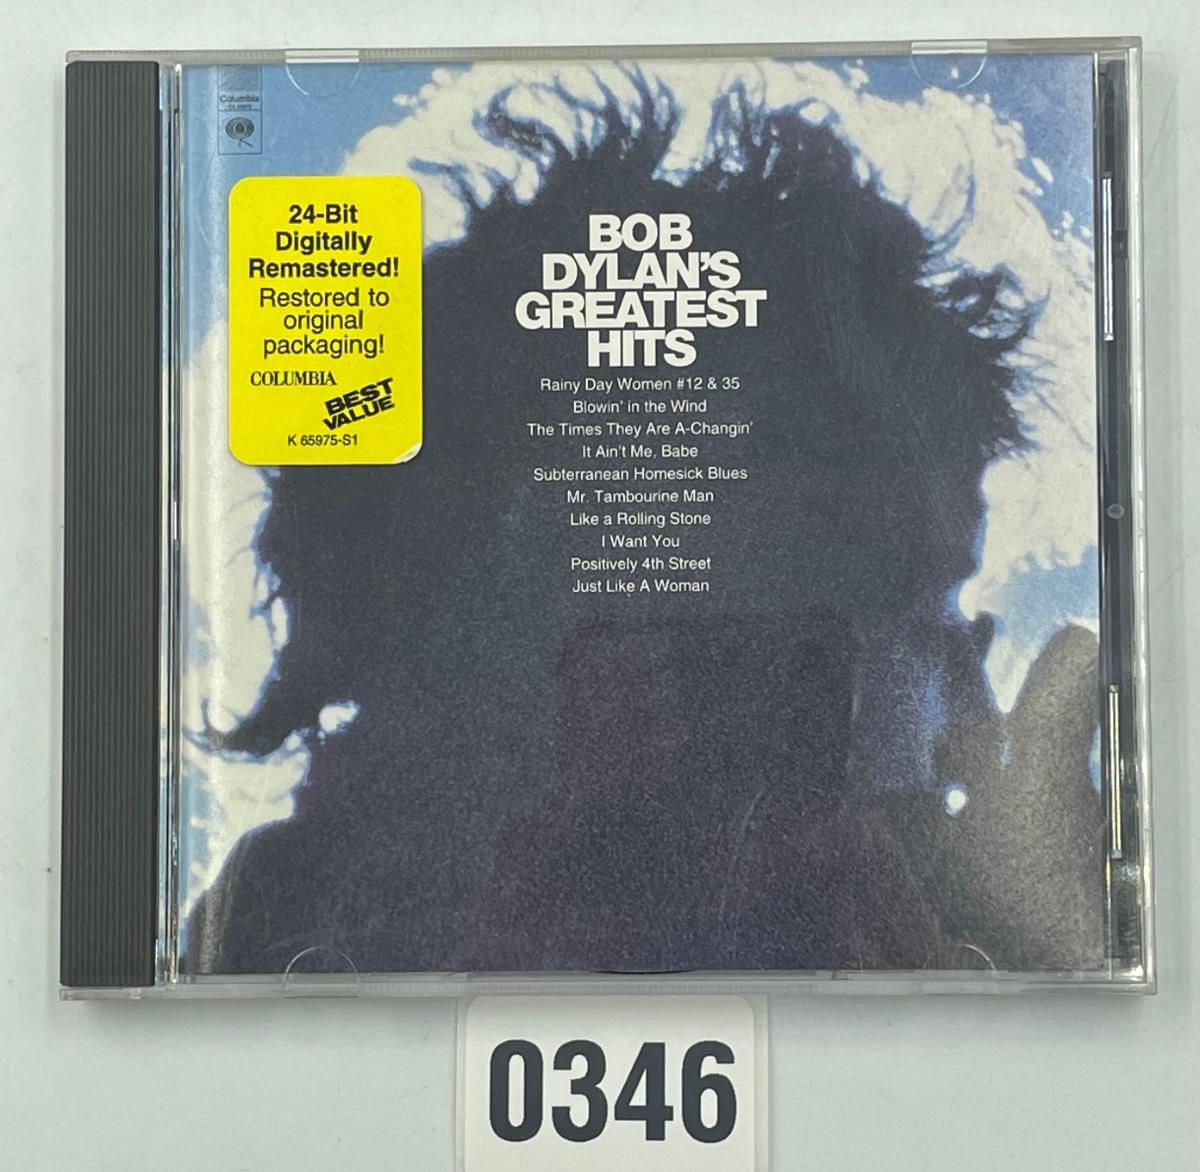 Columbia
24-Bit
Digitally
Remastered!
Restored to
original
packaging!
COLUMBIA
BEST
VALUE
K 65975-S1
BOB
DYLAN'S
GREATEST
HITS
Rainy Day Women #12 & 35
Blowin' in the Wind
The Times They Are A-Changin'
It Ain't Me, Babe
Subterranean Homesick Blues
Mr. Tambourine Man
Like a Rolling Stone
I Want You
Positively 4th Street
Just Like A Woman
0346